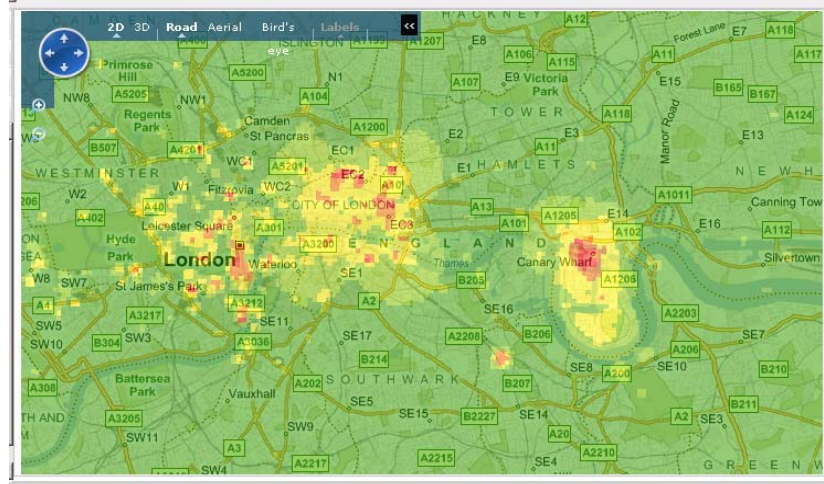 CAMDEN
HACKNEY
2D 3D Road Aerial Bird's eye Labels <<
A400 ISLINGTON A1199 A1207 E8 A12 E7 A118
Forest Lane
Primrose Hill A5200 N1 A106 A115 A11 A117
A107 E9 Victoria Park E15 B165 B167
NW8 A5205 NW1 A104 TOWER A118 A124
Regents Park Camden
St Pancras A1200 E2 E3 Manor Road E13
B507 A4201 EC1 A11
WESTMINSTER WC1 A5201 EC2 E1 HAMLETS NEWH
W2 W1 Fitzrovia WC2 A10 A1011
206 A40 CITY OF LONDON A13 A1205 E14 Canning Tow
A402 Leicester Square A301 EC3 A101 A102 E16 A112
Hyde Park A3200 ENGLAND
London Waterloo Thames Canary Wharf Silvertown
W8 SW7 St James's Park SE1 B205 A1206
A4 A3212 A2
A3217 SE11 SE16 A2203
SW5 SE17 A2208 B206 SE7
SW10 B304 SW3 A3036 A206
B214 SE8 SE10 B210
A308 Battersea Park A202 SOUTHWARK B207 A200
Vauxhall SE5 B211
TH AND A3205 SE15 B2227 SE14 A2 SE3
SW11 SW9 A20
A3 A2215 A2210
SW4 A2217 SE4 GREENW